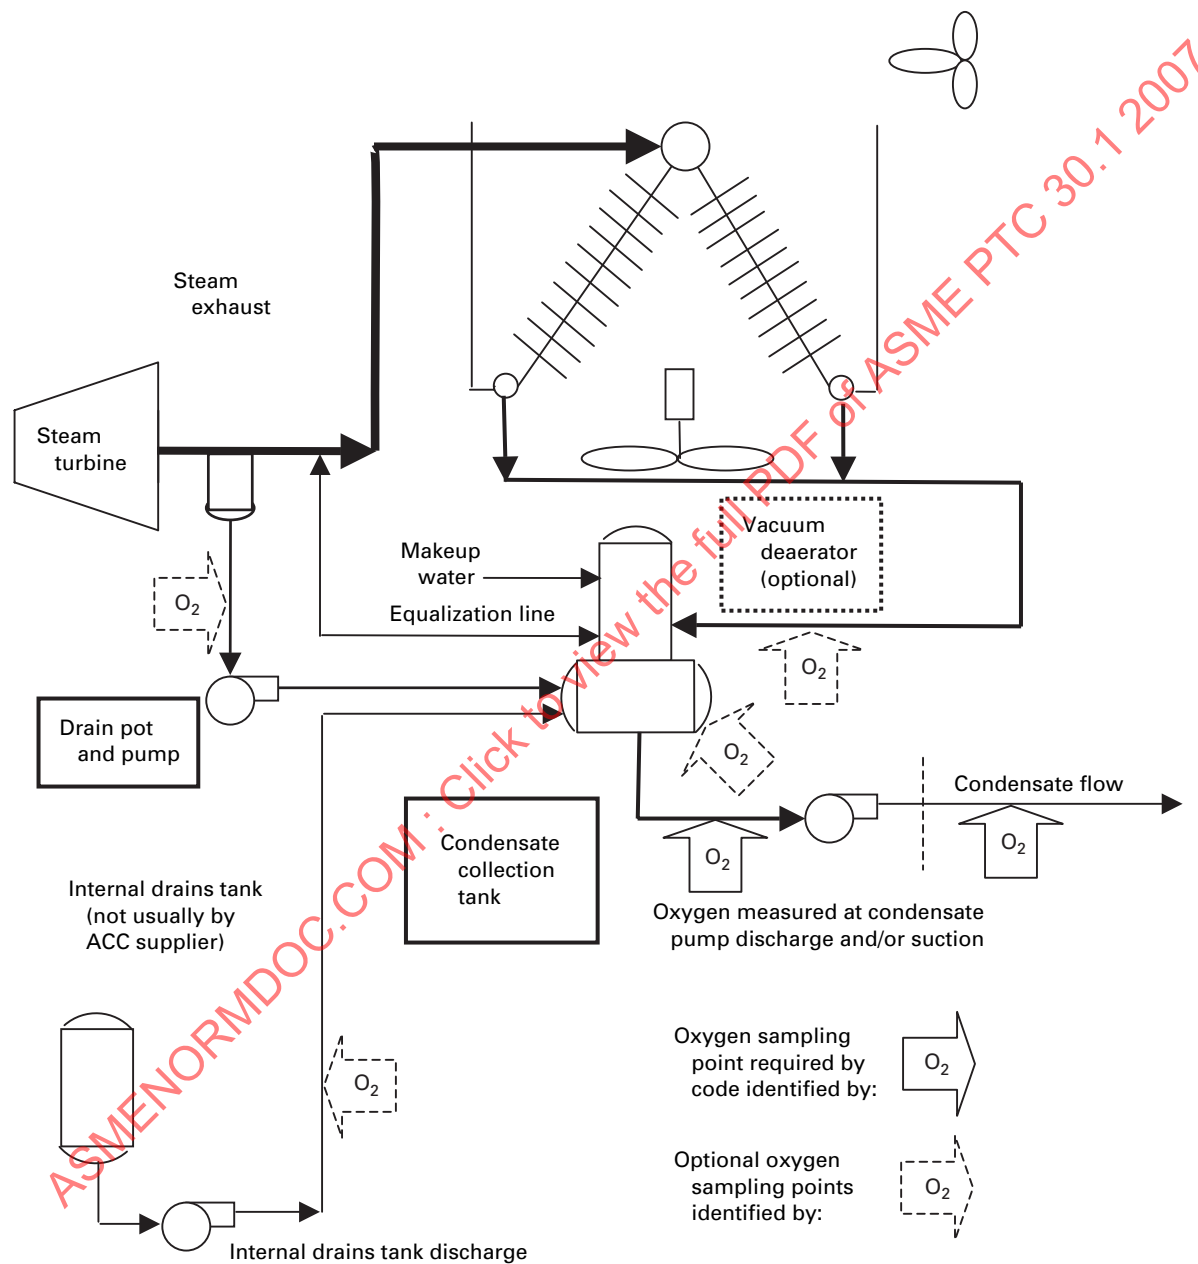 Steam
exhaust
Steam
turbine
Vacuum
deaerator
(optional)
Makeup
water
Equalization line
O2
O2
Drain pot
and pump
O2
Condensate flow
Condensate
collection
tank
O2
O2
Internal drains tank
(not usually by
ACC supplier)
Oxygen measured at condensate
pump discharge and/or suction
Oxygen sampling
point required by
code identified by:
O2
O2
Optional oxygen
sampling points
identified by:
O2
Internal drains tank discharge
ASMENORMDOC.COM : Click to view the full PDF of ASME PTC 30.1 2007